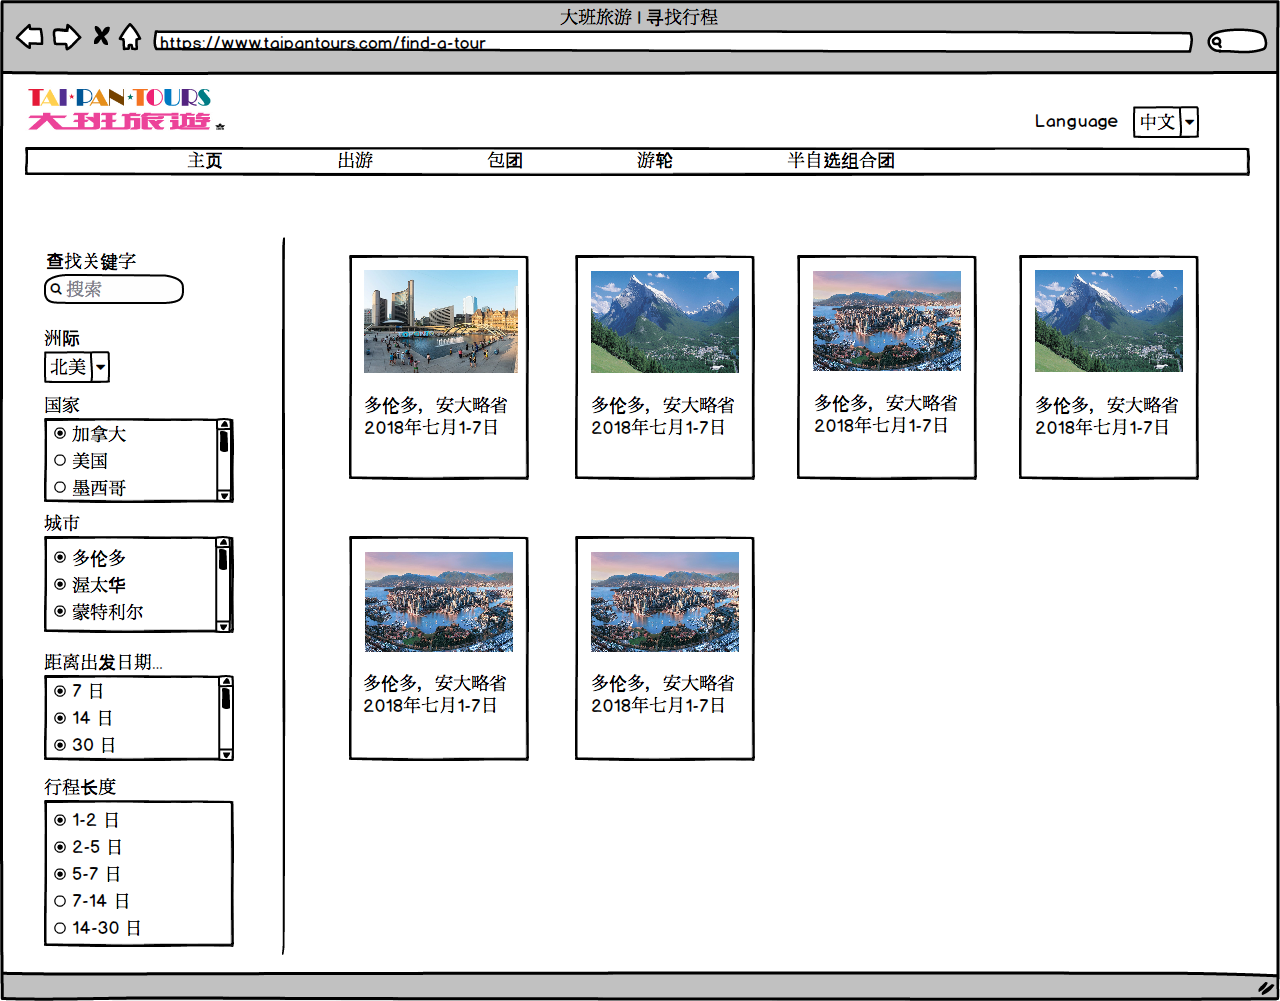 大班旅游 | 寻找行程
https://www.taipantours.com/find-a-tour
TAI★PAN★TOURS
大班旅遊
Language 中文
主页 出游 包团 游轮 半自选组合团
查找关键字
搜索
洲际
北美
国家
加拿大
美国
墨西哥
城市
多伦多
渥太华
蒙特利尔
距离出发日期...
7 日
14 日
30 日
行程长度
1-2 日
2-5 日
5-7 日
7-14 日
14-30 日
多伦多，安大略省
2018年七月1-7日
多伦多，安大略省
2018年七月1-7日
多伦多，安大略省
2018年七月1-7日
多伦多，安大略省
2018年七月1-7日
多伦多，安大略省
2018年七月1-7日
多伦多，安大略省
2018年七月1-7日